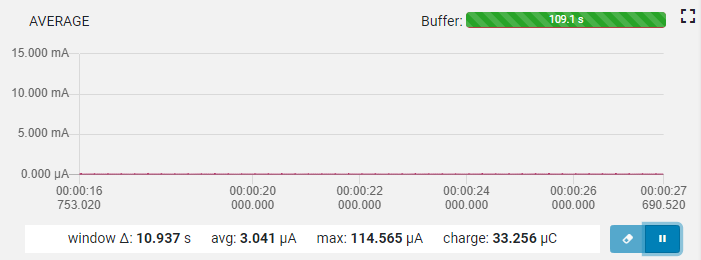 AVERAGE
Buffer: 109.1 s
15.000 mA
10.000 mA
5.000 mA
0.000 µA
00:00:16 00:00:20 00:00:22 00:00:24 00:00:26 00:00:27
753.020 000.000 000.000 000.000 000.000 690.520
window Δ: 10.937 s avg: 3.041 µA max: 114.565 µA charge: 33.256 µC